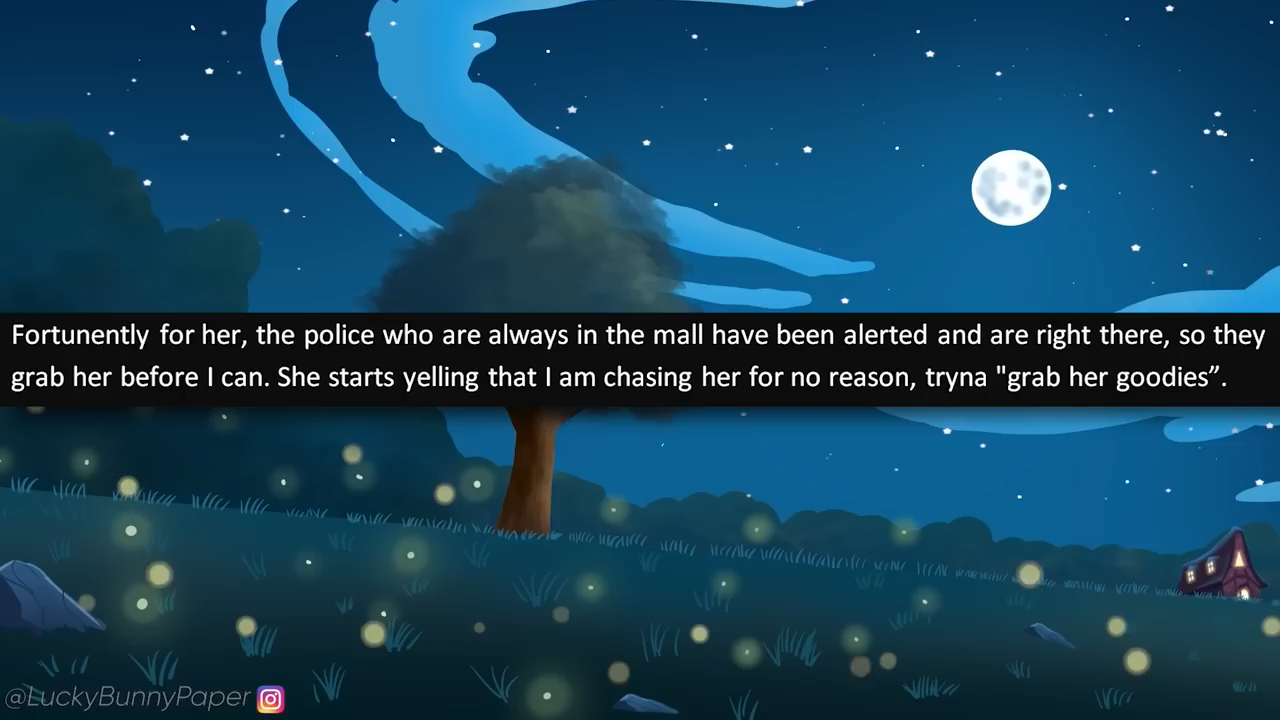 Fortunently for her, the police who are always in the mall have been alerted and are right there, so they
grab her before I can. She starts yelling that I am chasing her for no reason, tryna "grab her goodies”.
@LuckyBunnyPaper